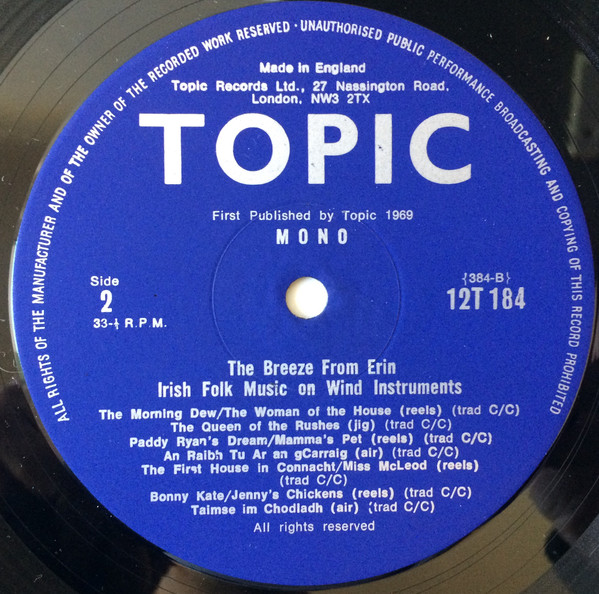 ALL RIGHTS OF THE MANUFACTURER AND OF THE OWNER OF THE RECORDED WORK RESERVED · UNAUTHORISED PUBLIC PERFORMANCE BROADCASTING AND COPYING OF THIS RECORD PROHIBITED
Made in England
Topic Records Ltd., 27 Nassington Road,
London, NW3 2TX
TOPIC
First Published by Topic 1969
MONO
Side
2
33-⅓ R.P.M.
{384-B}
12T 184
The Breeze From Erin
Irish Folk Music on Wind Instruments
The Morning Dew/The Woman of the House (reels) (trad C/C)
The Queen of the Rushes (jig) (trad C/C)
Paddy Ryan's Dream/Mamma's Pet (reels) (trad C/C)
An Raibh Tu Ar an gCarraig (air) (trad C/C)
The First House in Connacht/Miss McLeod (reels)
(trad C/C)
Bonny Kate/Jenny's Chickens (reels) (trad C/C)
Taimse im Chodladh (air) (trad C/C)
All rights reserved